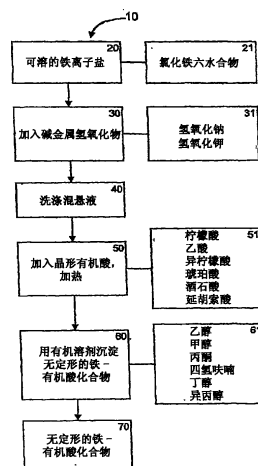 10
20
可溶的铁离子盐
21
氯化铁六水合物
30
加入碱金属氢氧化物
31
氢氧化钠
氢氧化钾
40
洗涤混悬液
50
加入晶形有机酸,
加热
51
柠檬酸
乙酸
异柠檬酸
琥珀酸
酒石酸
延胡索酸
60
用有机溶剂沉淀
无定形的铁-
有机酸化合物
61
乙醇
甲醇
丙酮
四氢呋喃
丁醇
异丙醇
70
无定形的铁-
有机酸化合物